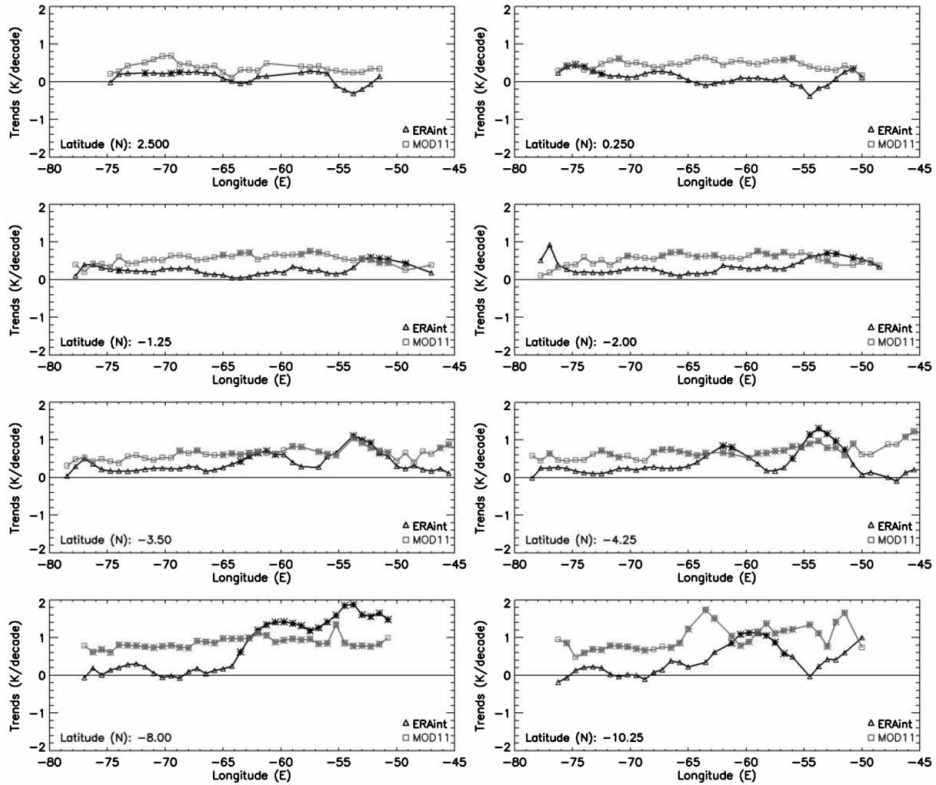 2
1
0
-1
-2
Trends (K/decade)
Latitude (N): 2.500
ERAint
MOD11
-80 -75 -70 -65 -60 -55 -50 -45
Longitude (E)
2
1
0
-1
-2
Trends (K/decade)
Latitude (N): 0.250
ERAint
MOD11
-80 -75 -70 -65 -60 -55 -50 -45
Longitude (E)
2
1
0
-1
-2
Trends (K/decade)
Latitude (N): -1.25
ERAint
MOD11
-80 -75 -70 -65 -60 -55 -50 -45
Longitude (E)
2
1
0
-1
-2
Trends (K/decade)
Latitude (N): -2.00
ERAint
MOD11
-80 -75 -70 -65 -60 -55 -50 -45
Longitude (E)
2
1
0
-1
-2
Trends (K/decade)
Latitude (N): -3.50
ERAint
MOD11
-80 -75 -70 -65 -60 -55 -50 -45
Longitude (E)
2
1
0
-1
-2
Trends (K/decade)
Latitude (N): -4.25
ERAint
MOD11
-80 -75 -70 -65 -60 -55 -50 -45
Longitude (E)
2
1
0
-1
-2
Trends (K/decade)
Latitude (N): -8.00
ERAint
MOD11
-80 -75 -70 -65 -60 -55 -50 -45
Longitude (E)
2
1
0
-1
-2
Trends (K/decade)
Latitude (N): -10.25
ERAint
MOD11
-80 -75 -70 -65 -60 -55 -50 -45
Longitude (E)